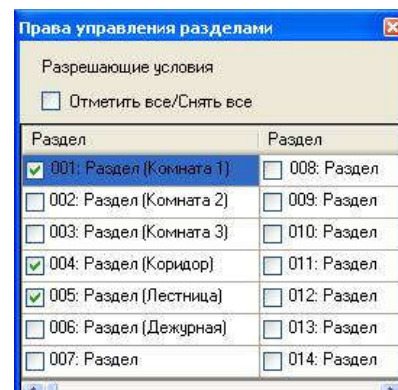 Права управления разделами
Разрешающие условия
Отметить все/Снять все
Раздел Раздел
001: Раздел (Комната 1) 008: Раздел
002: Раздел (Комната 2) 009: Раздел
003: Раздел (Комната 3) 010: Раздел
004: Раздел (Коридор) 011: Раздел
005: Раздел (Лестница) 012: Раздел
006: Раздел (Дежурная) 013: Раздел
007: Раздел 014: Раздел